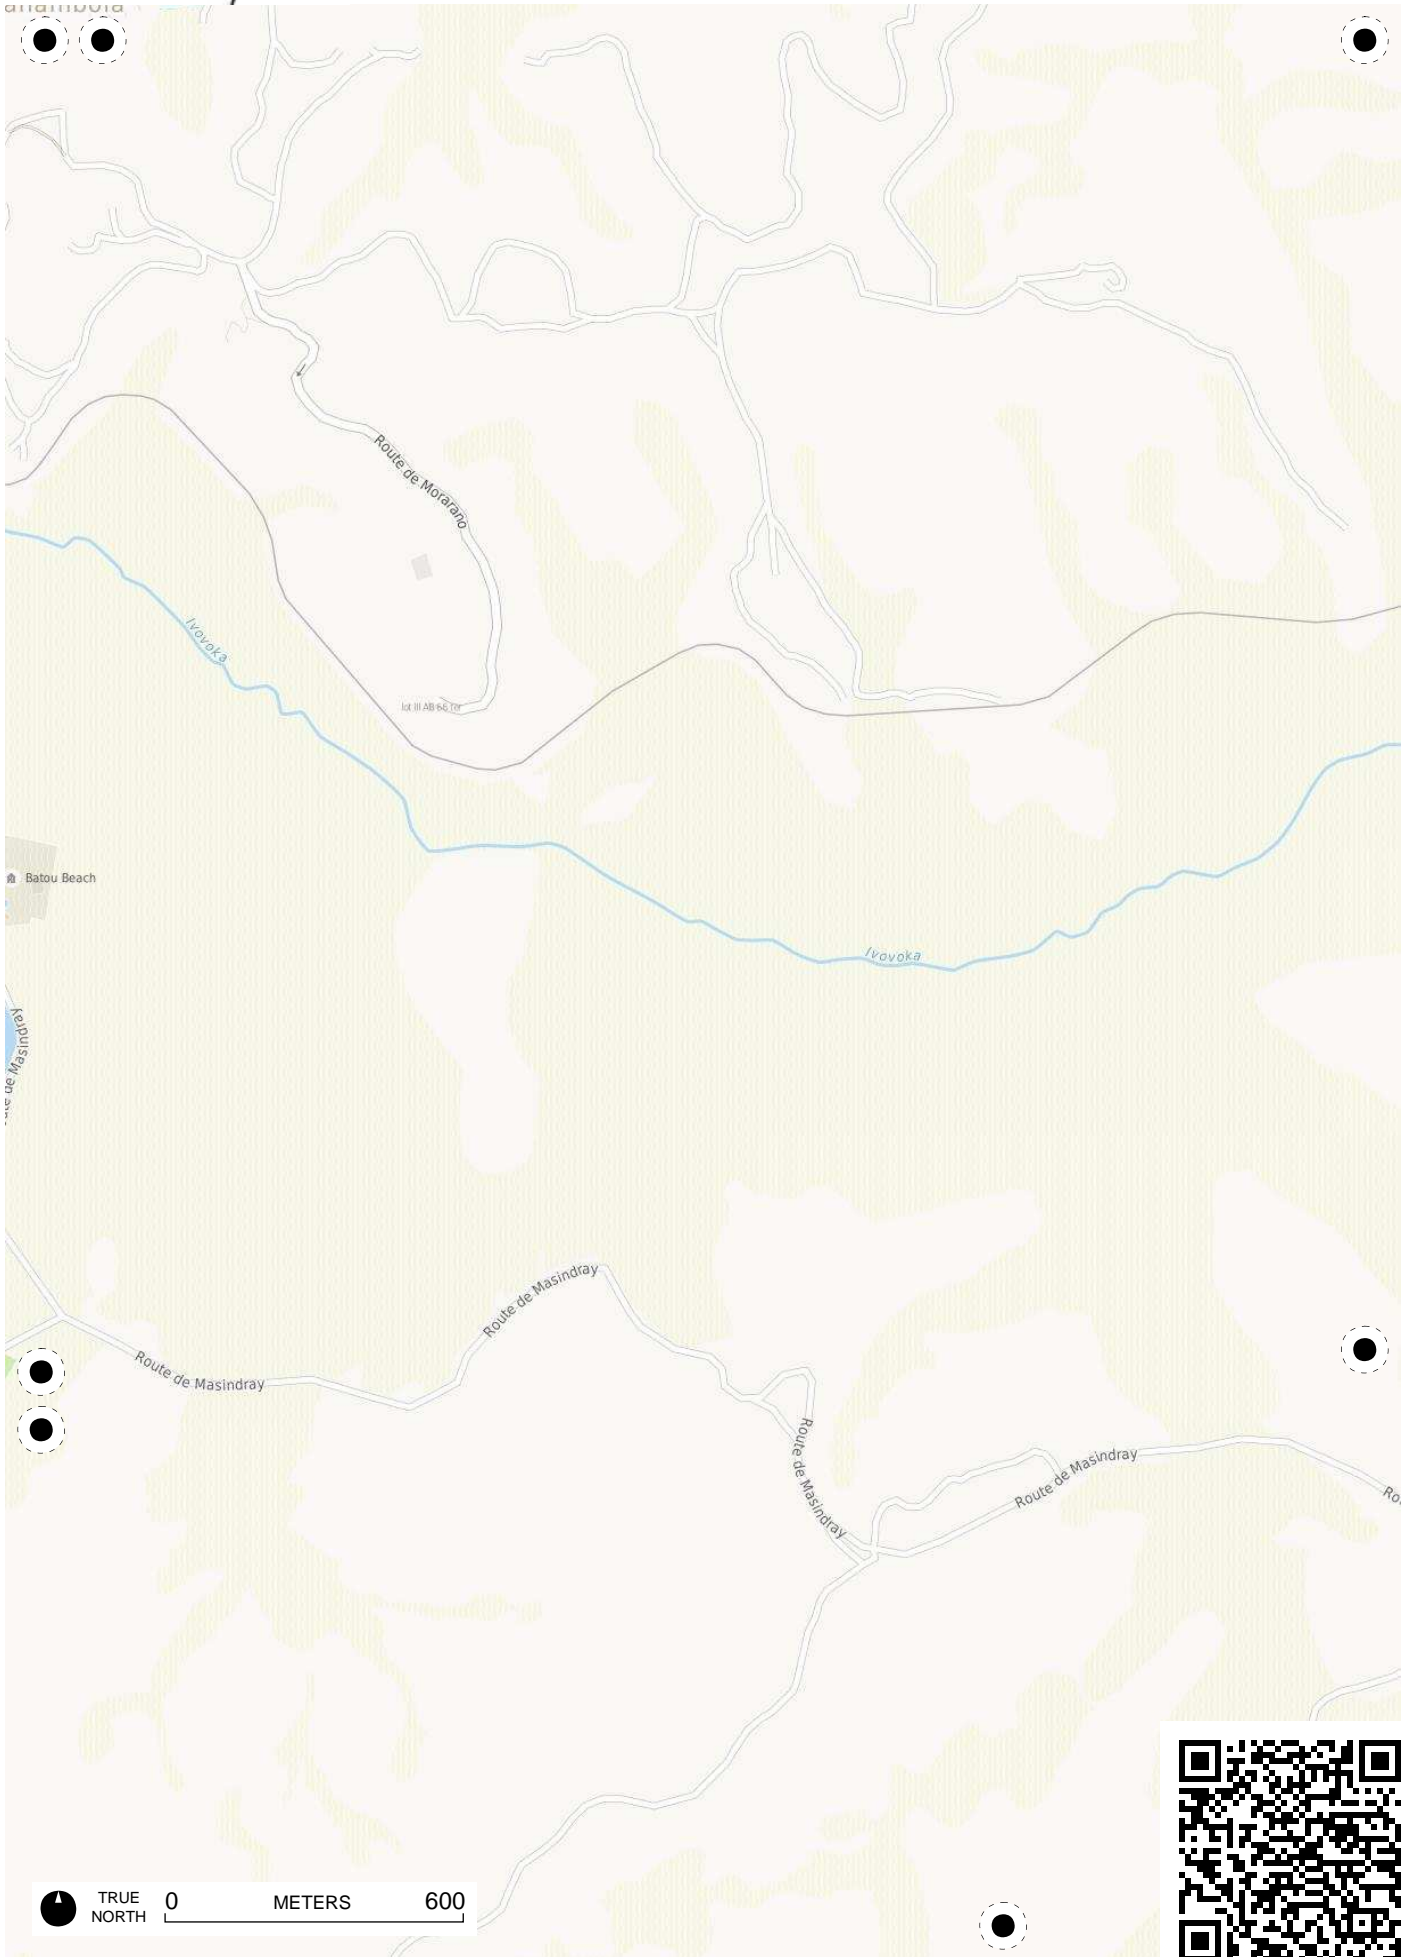 Route de Morarano
Ivovoka
lot III AB 66 ter
Batou Beach
Ivovoka
de Masindray
Route de Masindray
Route de Masindray
Route de Masindray
Route de Masindray
TRUE
NORTH
0 METERS 600